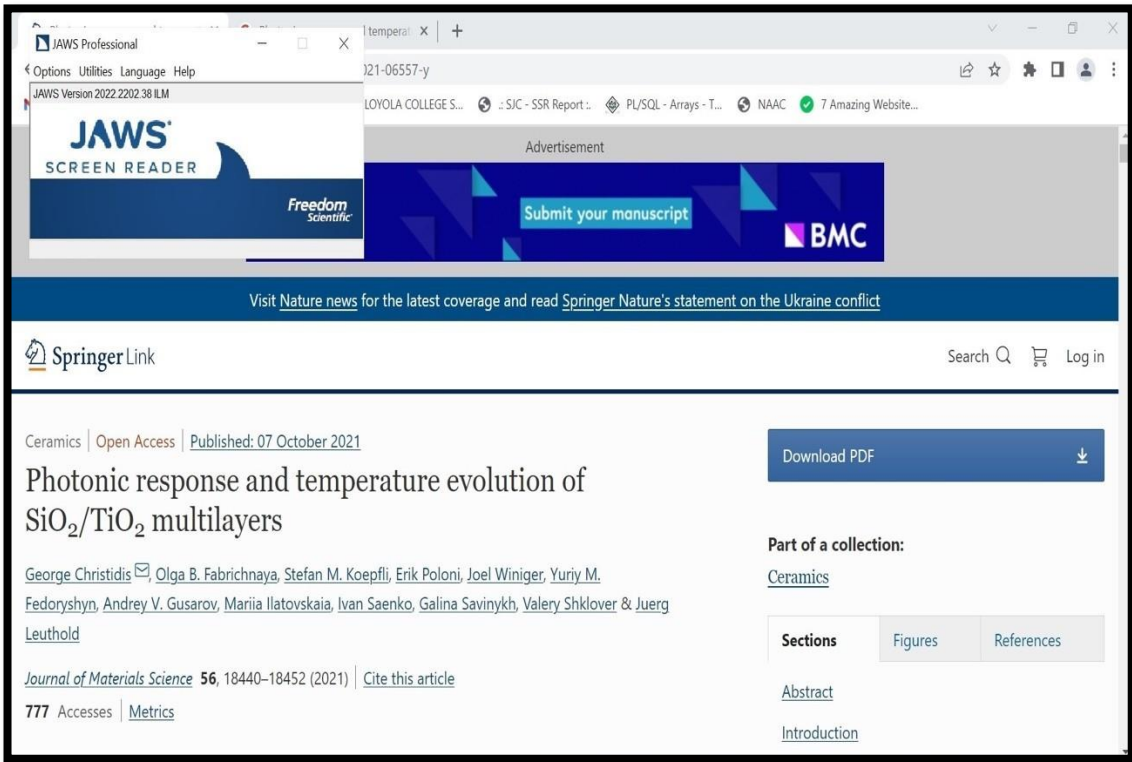 JAWS Professional
Options Utilities Language Help
JAWS Version 2022.2202.38 ILM
JAWS
SCREEN READER
Freedom
Scientific
l temperat
021-06557-y
LOYOLA COLLEGE S... .: SJC - SSR Report :. PL/SQL - Arrays - T... NAAC 7 Amazing Website...
Advertisement
Submit your manuscript
BMC
Visit Nature news for the latest coverage and read Springer Nature's statement on the Ukraine conflict
Springer Link
Search Log in
Ceramics | Open Access | Published: 07 October 2021
Photonic response and temperature evolution of
SiO₂/TiO₂ multilayers
George Christidis, Olga B. Fabrichnaya, Stefan M. Koepfli, Erik Poloni, Joel Winiger, Yuriy M.
Fedoryshyn, Andrey V. Gusarov, Mariia Ilatovskaia, Ivan Saenko, Galina Savinykh, Valery Shklover & Juerg
Leuthold
Journal of Materials Science 56, 18440–18452 (2021) | Cite this article
777 Accesses | Metrics
Download PDF
Part of a collection:
Ceramics
Sections Figures References
Abstract
Introduction